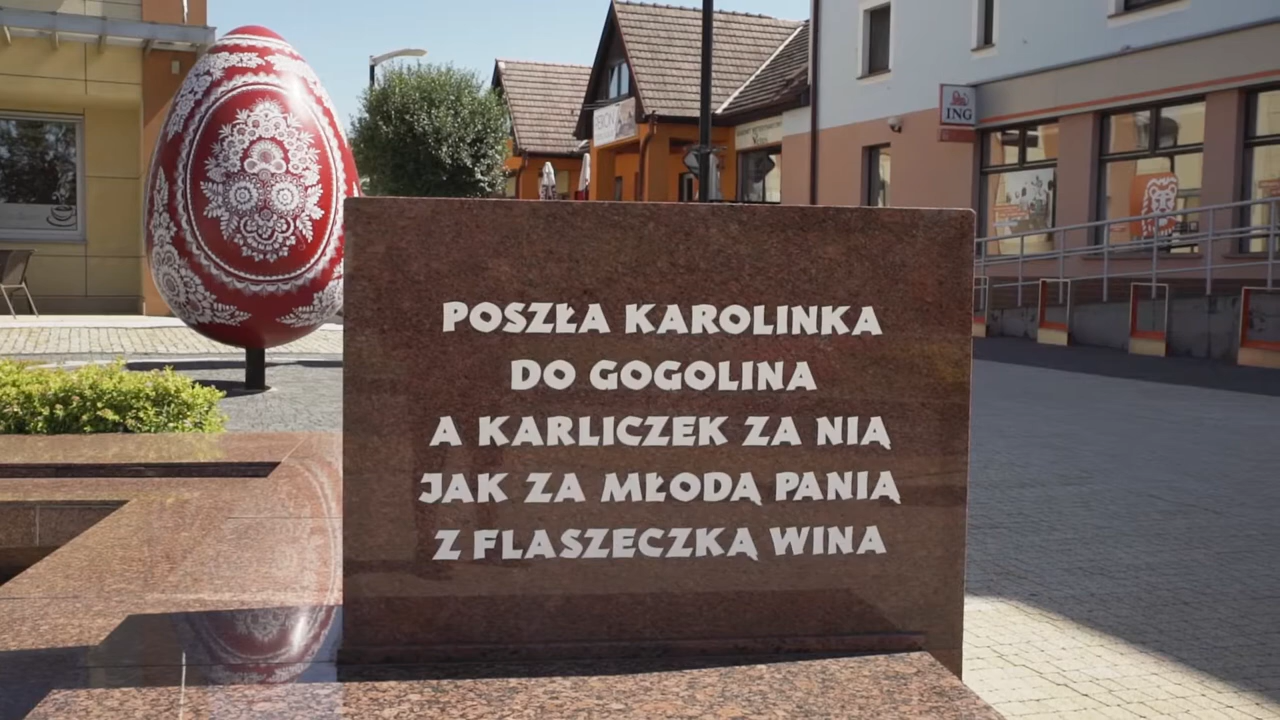 POSZŁA KAROLINKA
DO GOGOLINA
A KARLICZEK ZA NIĄ
JAK ZA MŁODĄ PANIĄ
Z FLASZECZKĄ WINA
ING